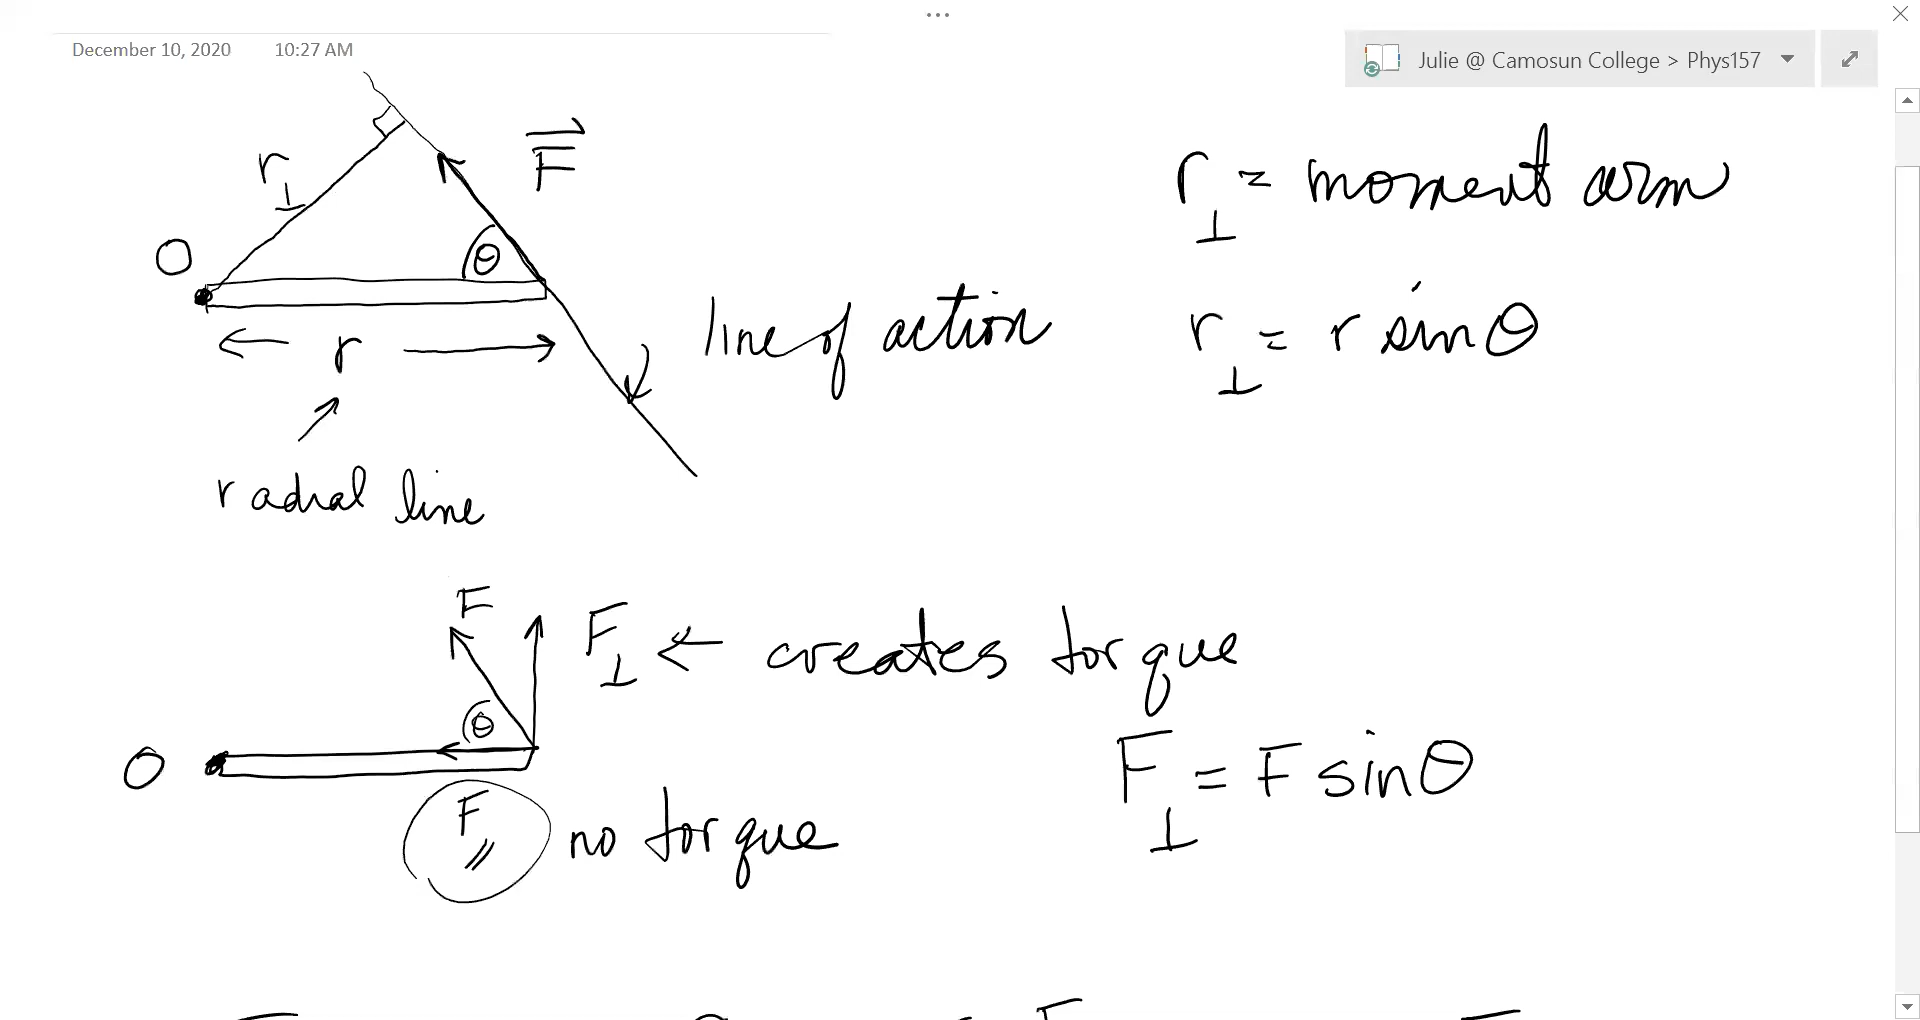 ...
December 10, 2020 10:27 AM
Julie @ Camosun College > Phys157
F
r⊥
r⊥ = moment arm
O
θ
line of action
r⊥ = r sinθ
r
radial line
F
F⊥ ← creates torque
θ
O
F⊥ = F sinθ
F// no torque